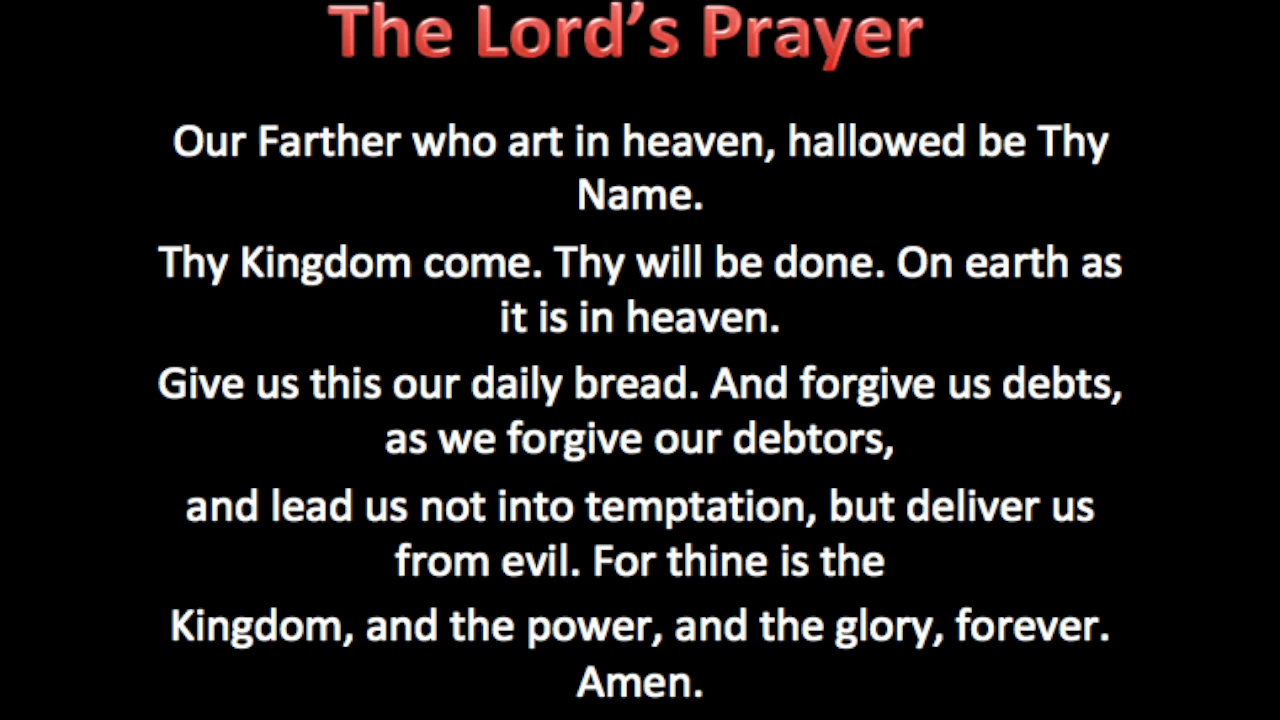 The Lord’s Prayer
Our Farther who art in heaven, hallowed be Thy
Name.
Thy Kingdom come. Thy will be done. On earth as
it is in heaven.
Give us this our daily bread. And forgive us debts,
as we forgive our debtors,
and lead us not into temptation, but deliver us
from evil. For thine is the
Kingdom, and the power, and the glory, forever.
Amen.